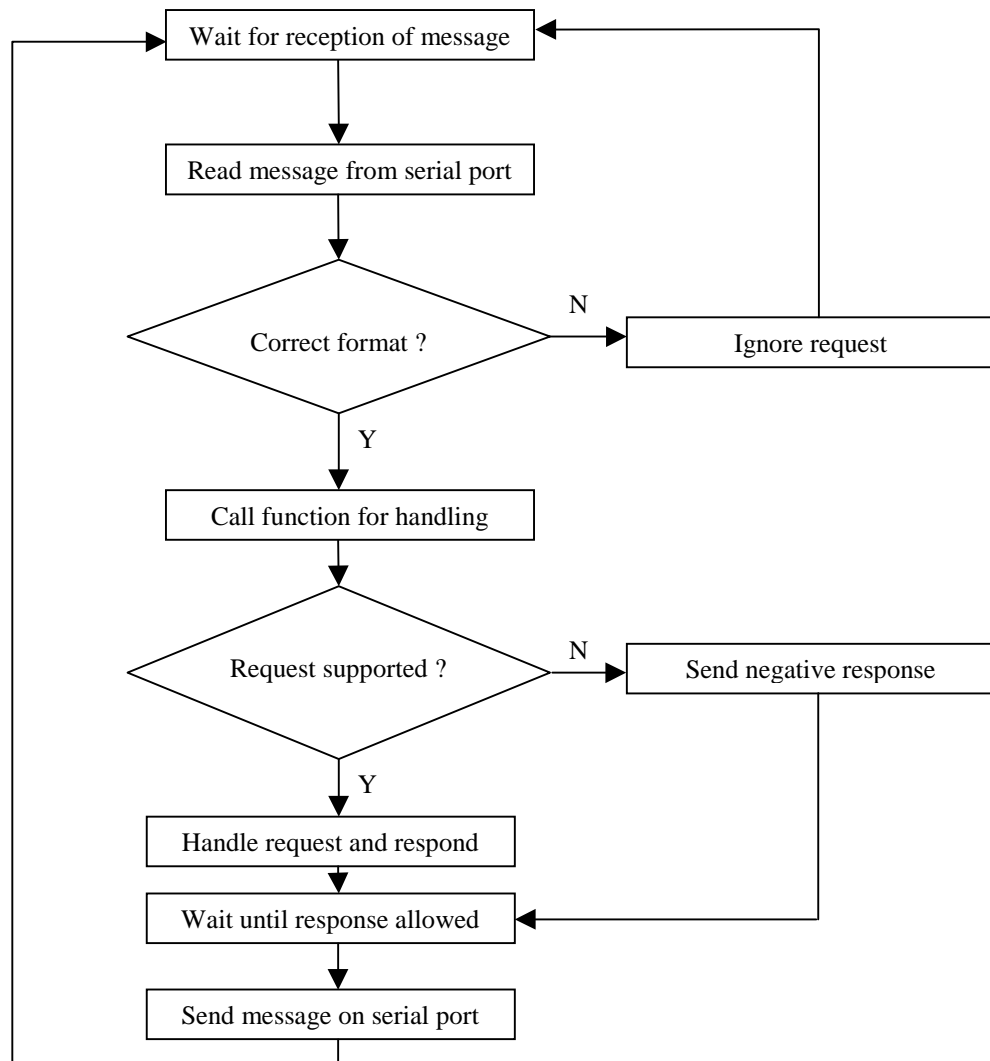 Wait for reception of message
Read message from serial port
Correct format ?
N
Ignore request
Y
Call function for handling
Request supported ?
N
Send negative response
Y
Handle request and respond
Wait until response allowed
Send message on serial port